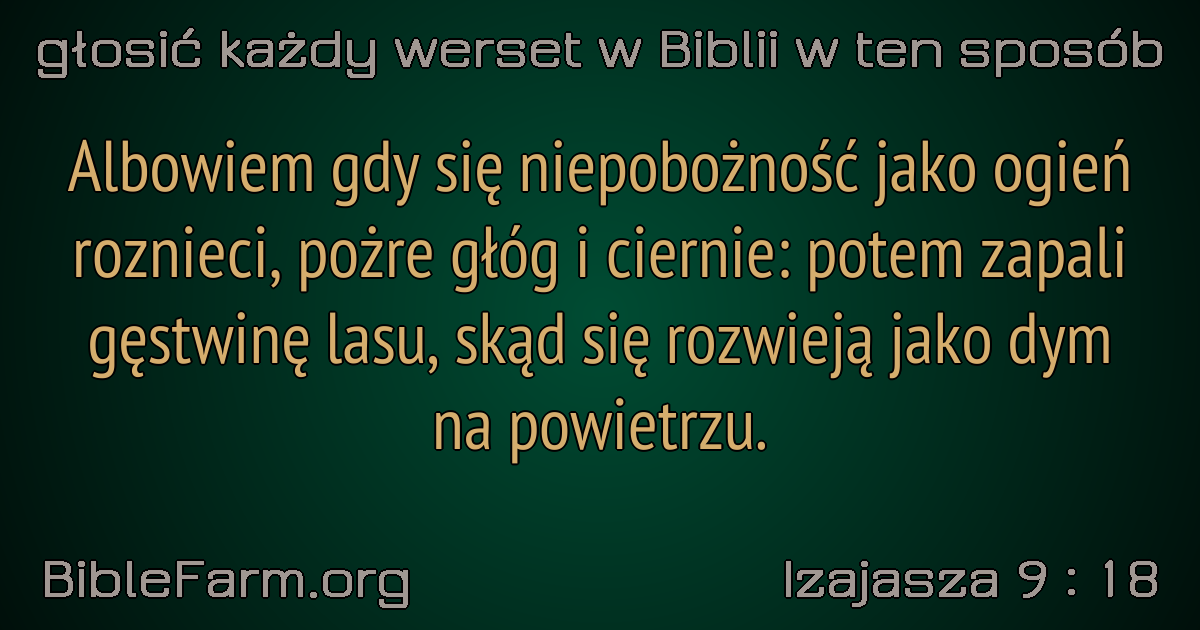 głosić każdy werset w Biblii w ten sposób
Albowiem gdy się niepobożność jako ogień
roznieci, pożre głóg i ciernie: potem zapali
gęstwinę lasu, skąd się rozwieją jako dym
na powietrzu.
BibleFarm.org
Izajasza 9 : 18